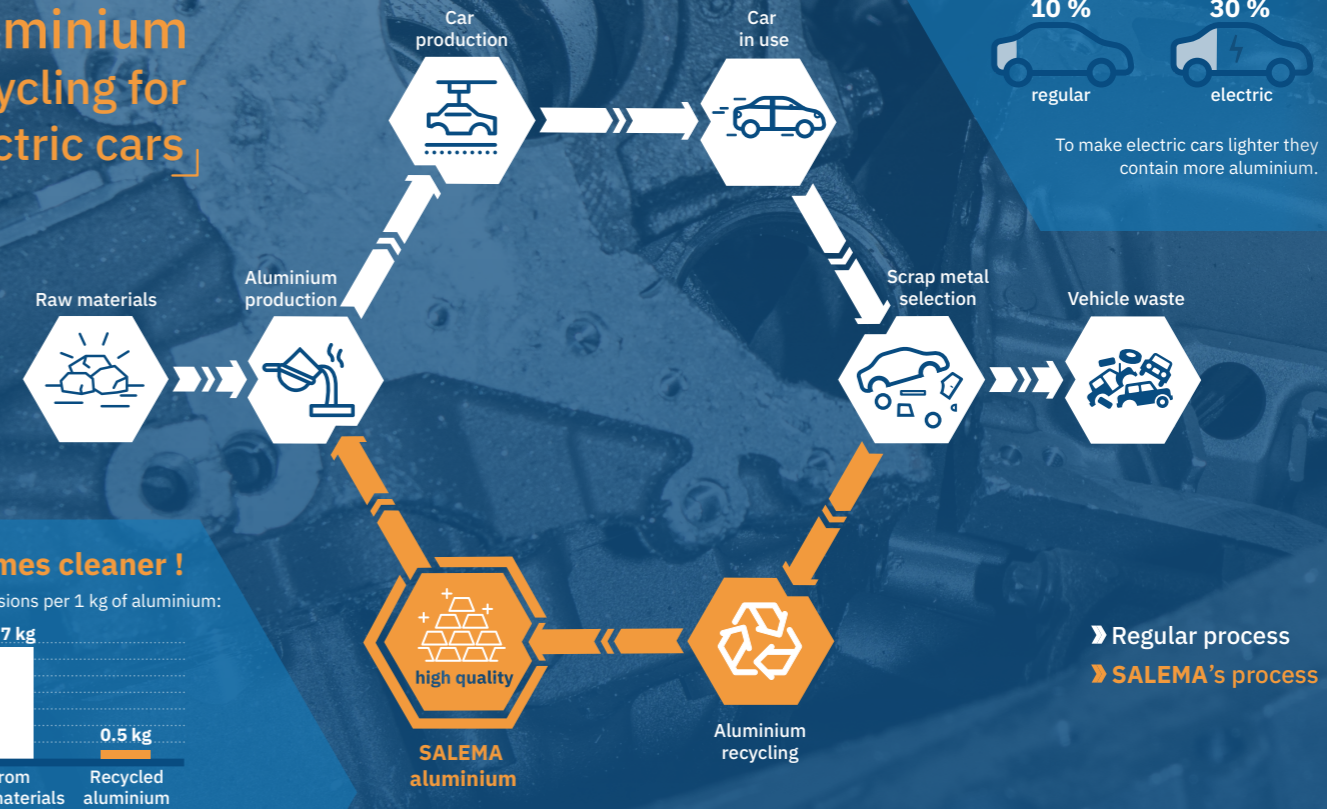 minium
ycling for
ctric cars
Car
production
Car
in use
10 %
30 %
regular
electric
To make electric cars lighter they
contain more aluminium.
Raw materials
Aluminium
production
Scrap metal
selection
Vehicle waste
mes cleaner !
sions per 1 kg of aluminium:
7 kg
0.5 kg
rom
materials
Recycled
aluminium
high quality
SALEMA
aluminium
Aluminium
recycling
Regular process
SALEMA's process